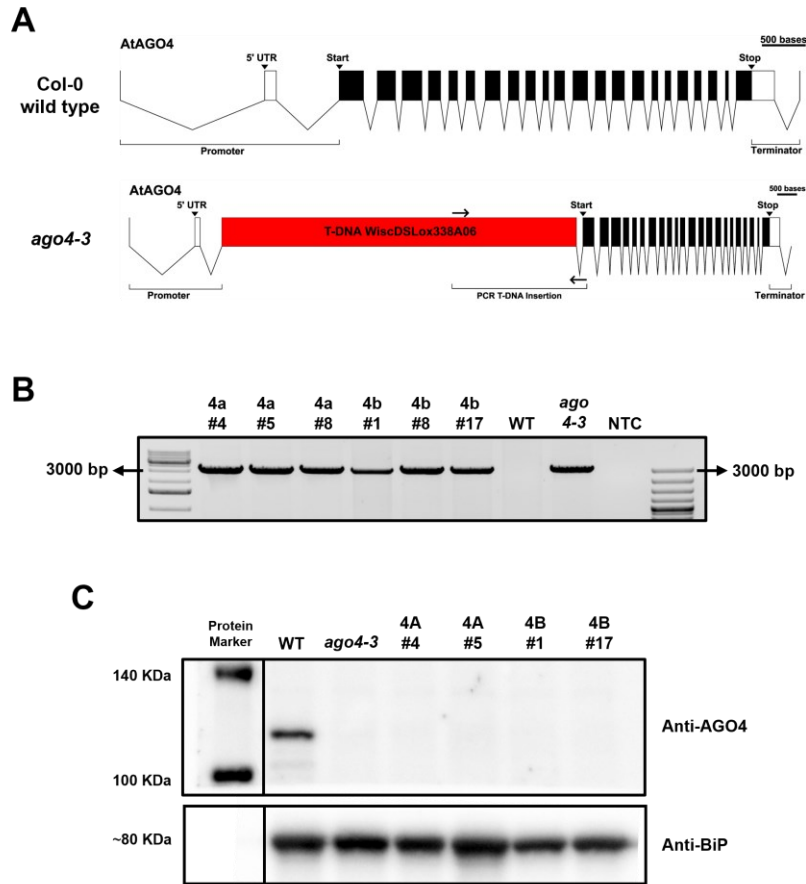 A
AtAGO4
500 bases
5' UTR
Start
Stop
Col-0
wild type
Promoter
Terminator
AtAGO4
500 bases
5' UTR
Start
Stop
T-DNA WiscDSLox338A06
ago4-3
Promoter
PCR T-DNA Insertion
Terminator
B
4a #4
4a #5
4a #8
4b #1
4b #8
4b #17
WT
ago 4-3
NTC
3000 bp
3000 bp
C
Protein Marker
WT
ago4-3
4A #4
4A #5
4B #1
4B #17
140 KDa
Anti-AGO4
100 KDa
~80 KDa
Anti-BiP